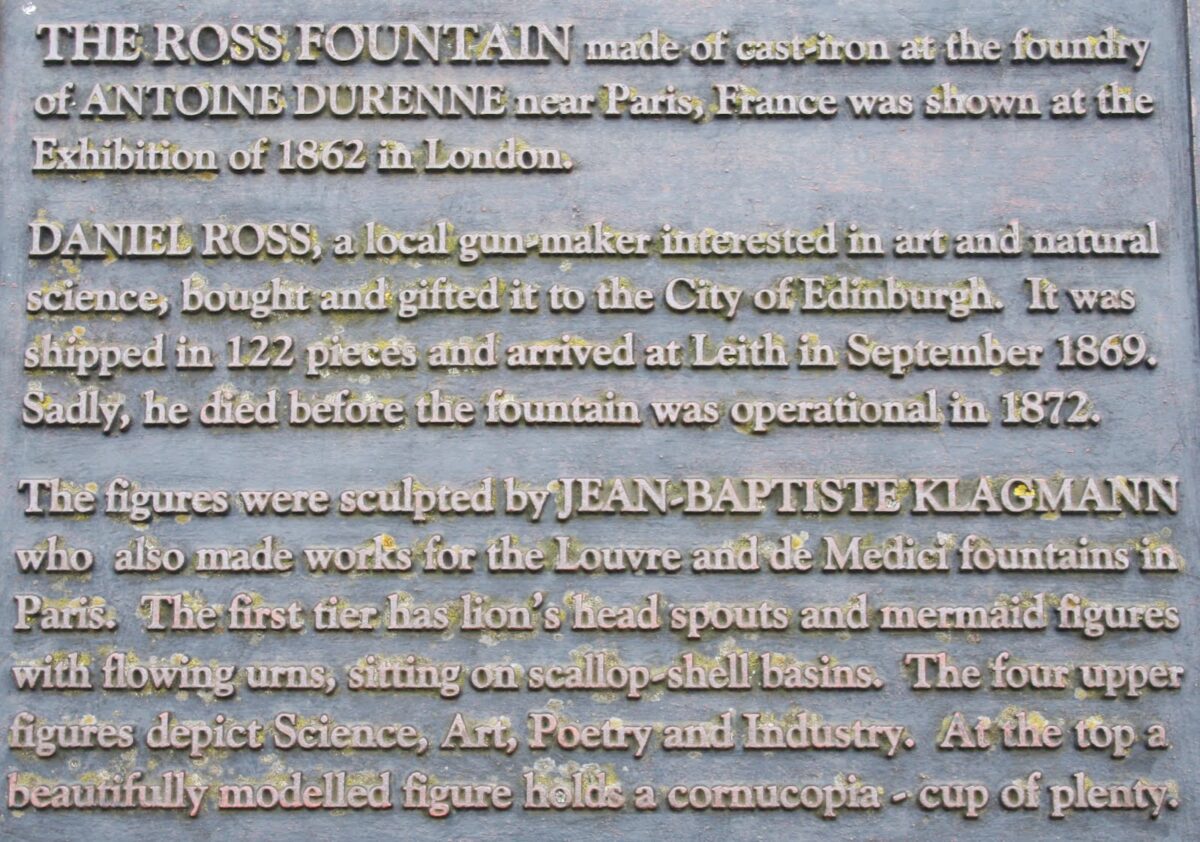 THE ROSS FOUNTAIN made of cast-iron at the foundry
of ANTOINE DURENNE near Paris, France was shown at the
Exhibition of 1862 in London.
DANIEL ROSS, a local gun-maker interested in art and natural
science, bought and gifted it to the City of Edinburgh. It was
shipped in 122 pieces and arrived at Leith in September 1869.
Sadly, he died before the fountain was operational in 1872.
The figures were sculpted by JEAN-BAPTISTE KLAGMANN
who also made works for the Louvre and de Medici fountains in
Paris. The first tier has lion's head spouts and mermaid figures
with flowing urns, sitting on scallop-shell basins. The four upper
figures depict Science, Art, Poetry and Industry. At the top a
beautifully modelled figure holds a cornucopia - cup of plenty.